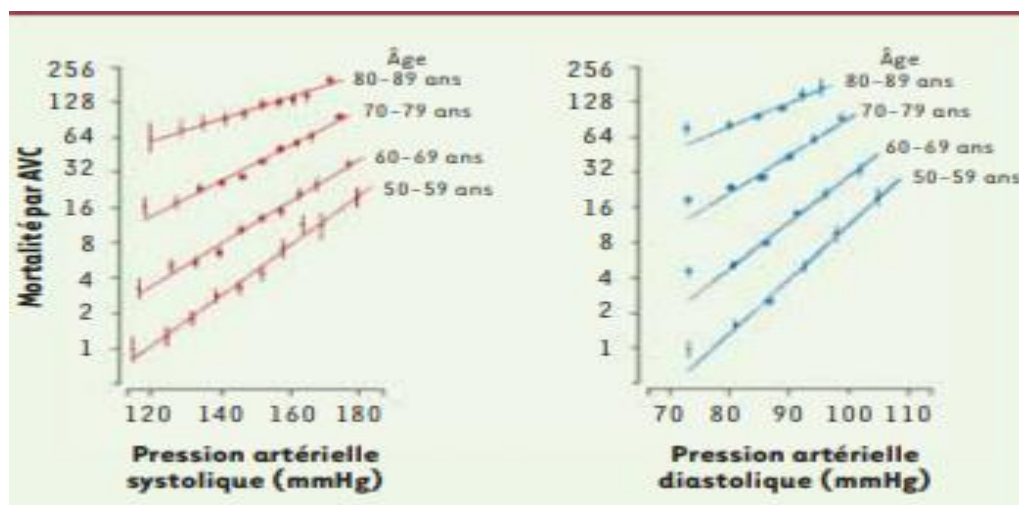 Mortalité par AVC
256
128
64
32
16
8
4
2
1
Âge
80-89 ans
70-79 ans
60-69 ans
50-59 ans
120 140 160 180
Pression artérielle
systolique (mmHg)
256
128
64
32
16
8
4
2
1
Âge
80-89 ans
70-79 ans
60-69 ans
50-59 ans
70 80 90 100 110
Pression artérielle
diastolique (mmHg)